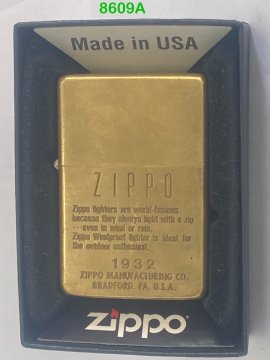 8609A
Made in USA
ZIPPO
Zippo lighters are world-famous
because they always light with a zip
...even in wind or rain.
Zippo Windproof lighter is ideal for
the outdoor enthusiast.
1932
ZIPPO MANUFACTURING CO.
BRADFORD, PA. U.S.A.
zippo